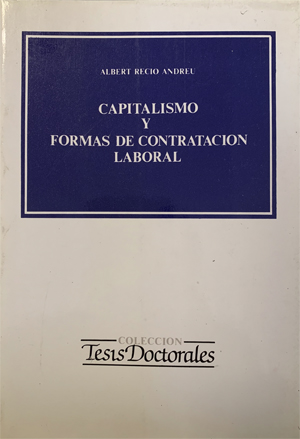 ALBERT RECIO ANDREU
CAPITALISMO
Y
FORMAS DE CONTRATACION
LABORAL
COLECCION
Tesis Doctorales